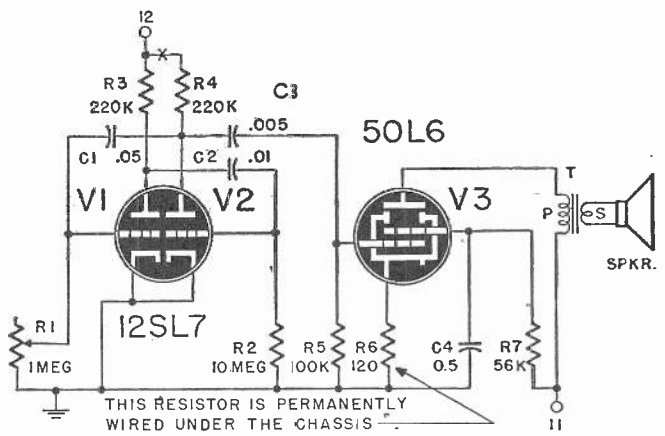 12
X
R3
220K
R4
220K
C3
.005
C1 .05
C2 .01
50L6
V1
V2
V3
T
P
S
SPKR.
12SL7
R1
1MEG
R2
10MEG
R5
100K
R6
120
C4
0.5
R7
56K
11
THIS RESISTOR IS PERMANENTLY
WIRED UNDER THE CHASSIS